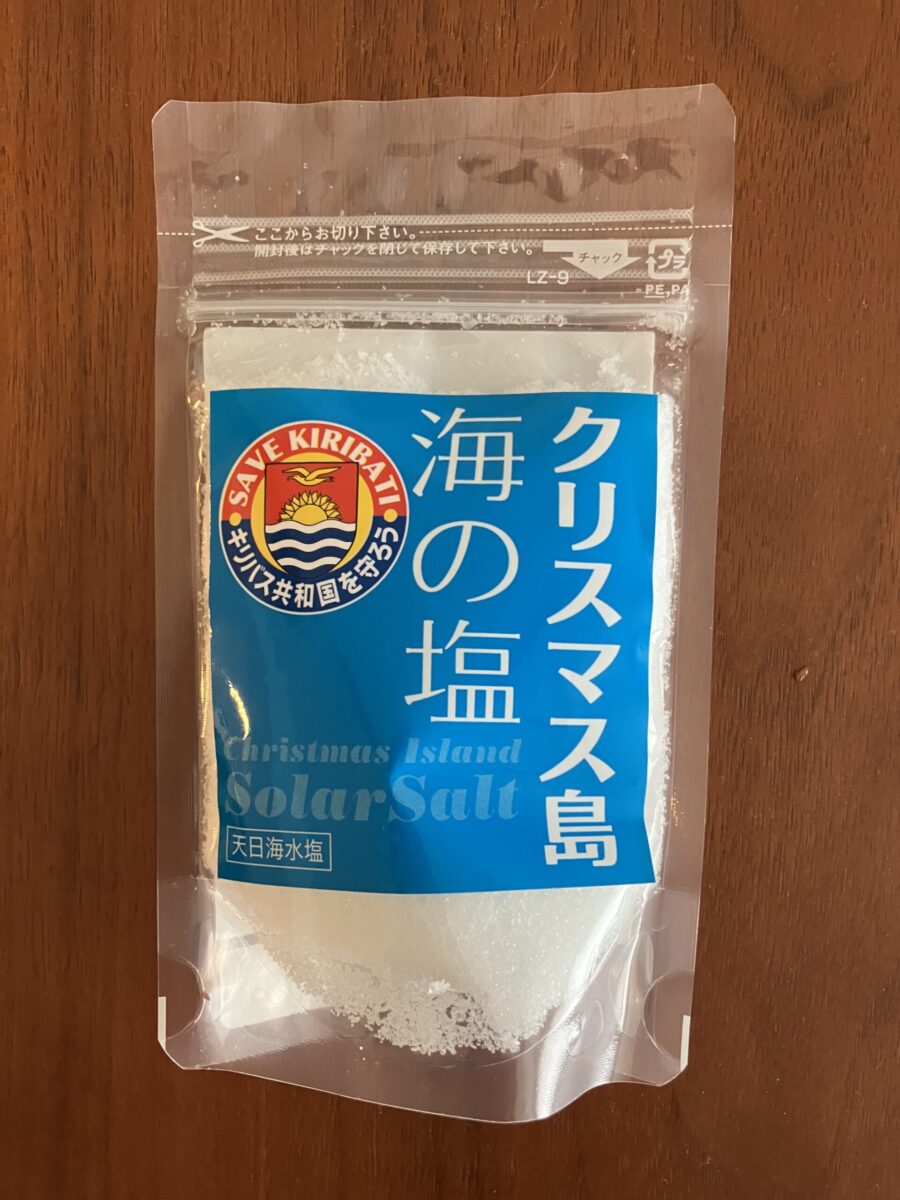 ここからお切り下さい。
開封後はチャックを閉じて保存して下さい。
チャック
プラ
LZ-9
PE,PA
クリスマス島
海の塩
SAVE KIRIBATI
キリバス共和国を守ろう
Christmas Island
Solar Salt
天日海水塩